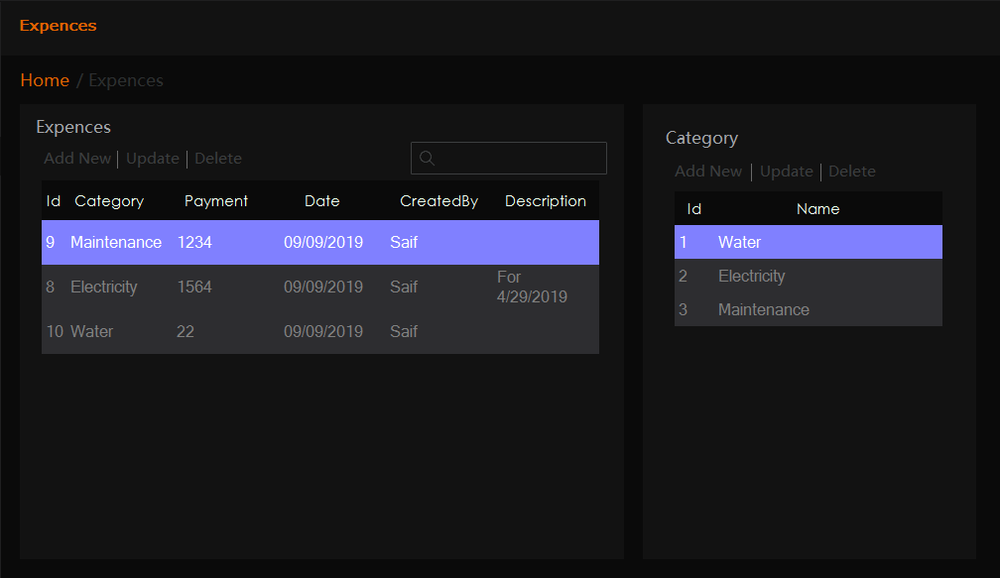 Expences
Home / Expences
Expences
Add New | Update | Delete
Id Category Payment Date CreatedBy Description
9 Maintenance 1234 09/09/2019 Saif
8 Electricity 1564 09/09/2019 Saif For 4/29/2019
10 Water 22 09/09/2019 Saif
Category
Add New | Update | Delete
Id Name
1 Water
2 Electricity
3 Maintenance